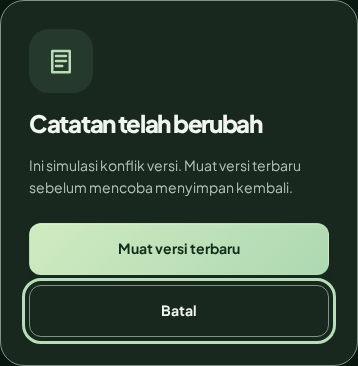 Catatan telah berubah
Ini simulasi konflik versi. Muat versi terbaru
sebelum mencoba menyimpan kembali.
Muat versi terbaru
Batal